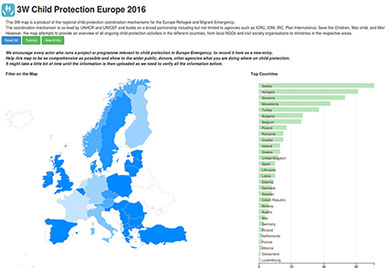 3W Child Protection Europe 2016
This 3W map is a product of the regional child protection coordination mechanisms for the Europe Refugee and Migrant Emergency.
The coordination mechanism is co-lead by UNHCR and UNICEF and builds on a broad partnership including but not limited to agencies such as ICRC, IOM, IRC, Plan International, Save the Children, War child, and
However, the map attempts to provide an overview of all ongoing child protection activities in the different countries, from local NGOs and civil society organisations to ministries in the respective areas.
Reset All Tutorial New Entry
We encourage every actor who runs a project or programme relevant to child protection to Europe Emergency, to record it here as a new entry.
Help this map to be as comprehensive as possible and show to the wider public, donors, other agencies what you are doing where on child protecting.
It might take a little bit of time until the information is then uploaded as we need to verify all the information before.
Filter on the Map
Top Countries
Serbia
Hungary
Slovenia
Macedonia
Turkey
Bulgaria
Belgium
Poland
Romania
Croatia
Ireland
Greece
United Kingdom
Spain
Lithuania
Latvia
Estonia
Denmark
Sweden
Czech Republic
Norway
Austria
Italy
Germany
Finland
Netherlands
France
Albania
Switzerland
Luxembourg
0 20 40 60